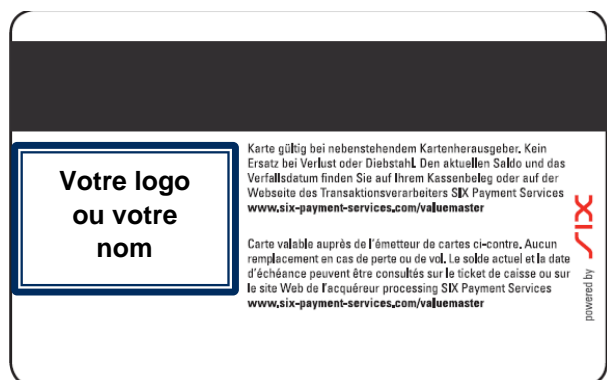 Votre logo
ou votre
nom
Karte gültig bei nebenstehendem Kartenherausgeber. Kein
Ersatz bei Verlust oder Diebstahl. Den aktuellen Saldo und das
Verfallsdatum finden Sie auf Ihrem Kassenbeleg oder auf der
Webseite des Transaktionsverarbeiters SIX Payment Services
www.six-payment-services.com/valuemaster
Carte valable auprès de l'émetteur de cartes ci-contre. Aucun
remplacement en cas de perte ou de vol. Le solde actuel et la date
d'échéance peuvent être consultés sur le ticket de caisse ou sur
le site Web de l'acquéreur processing SIX Payment Services
www.six-payment-services.com/valuemaster
powered by SIX